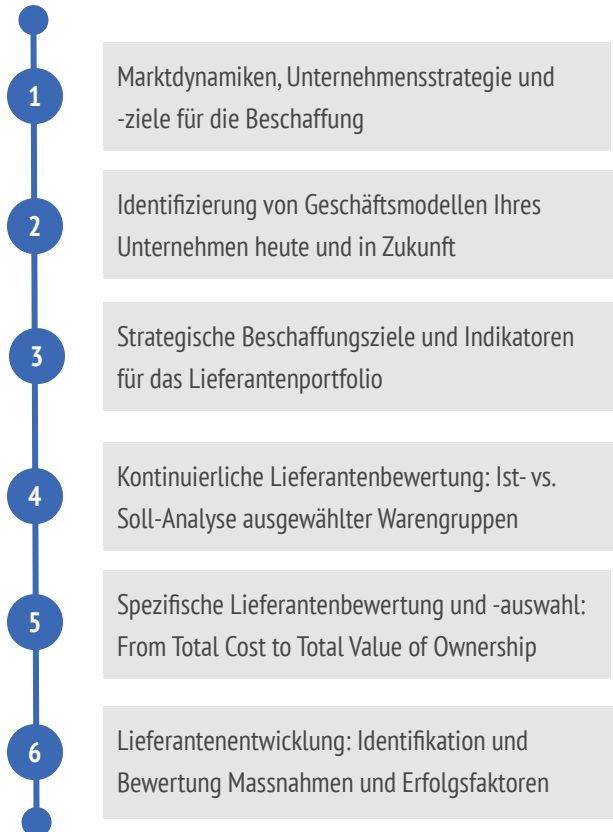 1
Marktdynamiken, Unternehmensstrategie und
-ziele für die Beschaffung
2
Identifizierung von Geschäftsmodellen Ihres
Unternehmen heute und in Zukunft
3
Strategische Beschaffungsziele und Indikatoren
für das Lieferantenportfolio
4
Kontinuierliche Lieferantenbewertung: Ist- vs.
Soll-Analyse ausgewählter Warengruppen
5
Spezifische Lieferantenbewertung und -auswahl:
From Total Cost to Total Value of Ownership
6
Lieferantenentwicklung: Identifikation und
Bewertung Massnahmen und Erfolgsfaktoren